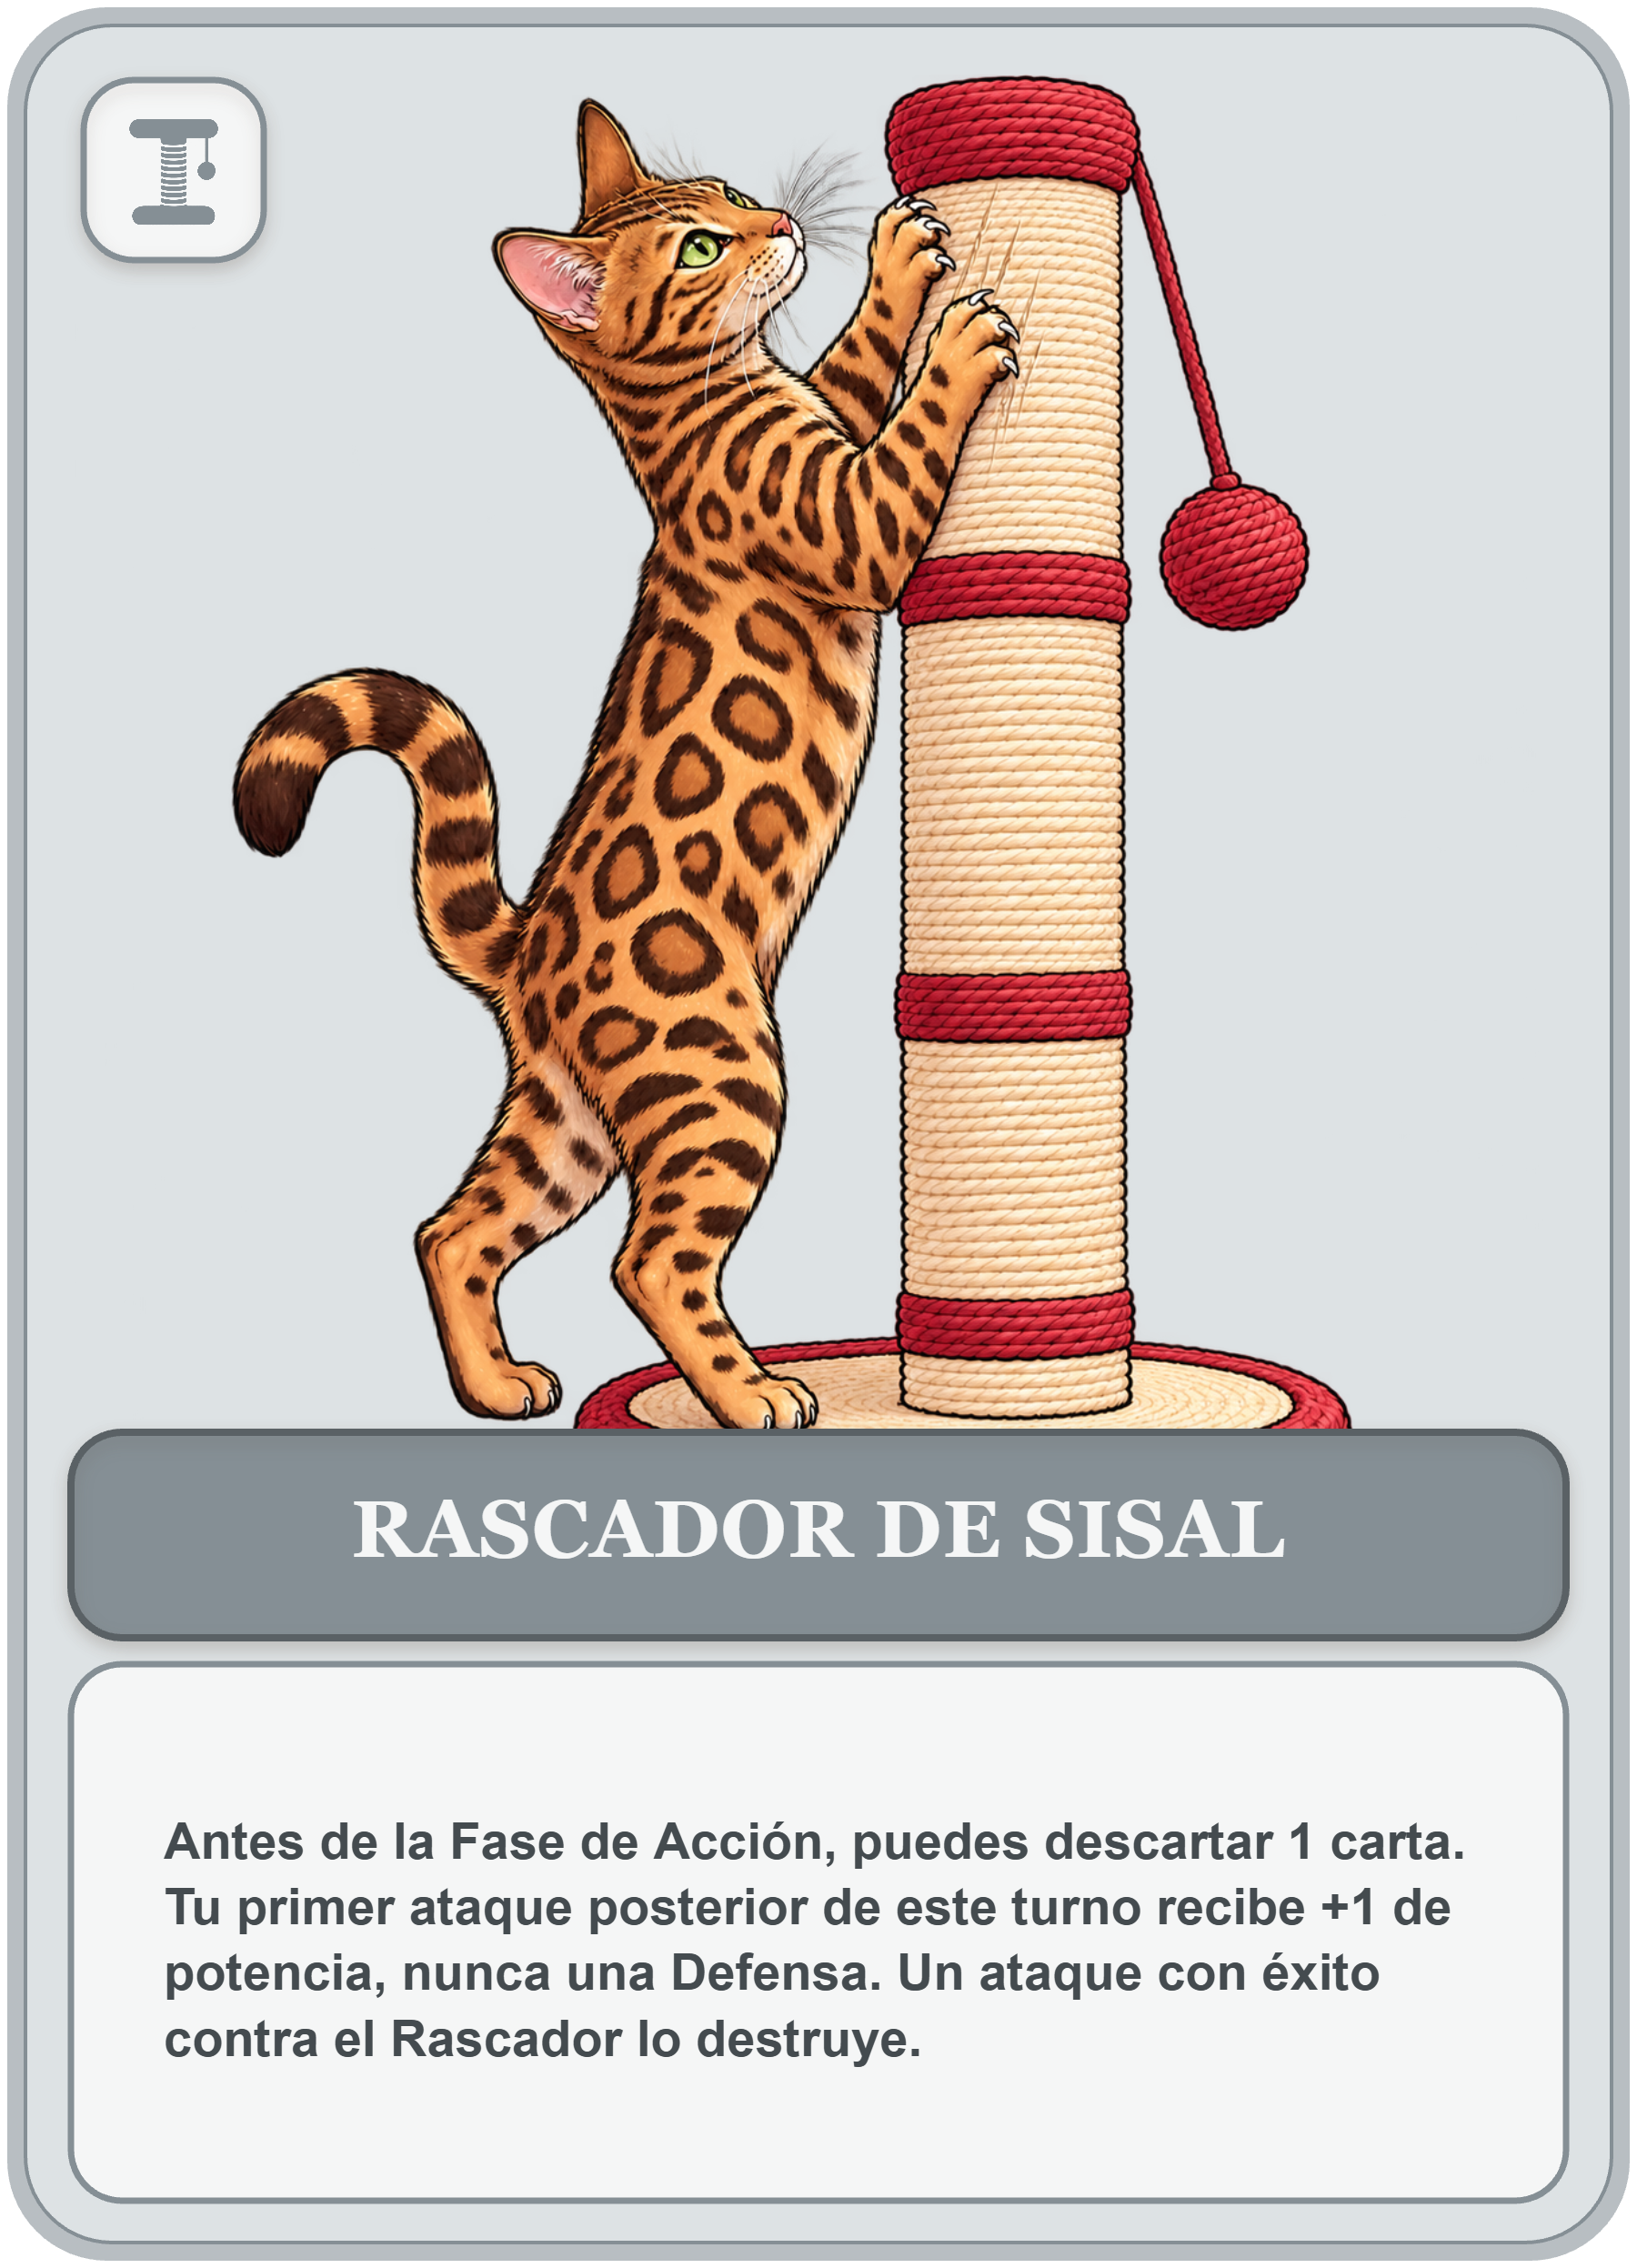 RASCADOR DE SISAL
Antes de la Fase de Acción, puedes descartar 1 carta.
Tu primer ataque posterior de este turno recibe +1 de
potencia, nunca una Defensa. Un ataque con éxito
contra el Rascador lo destruye.